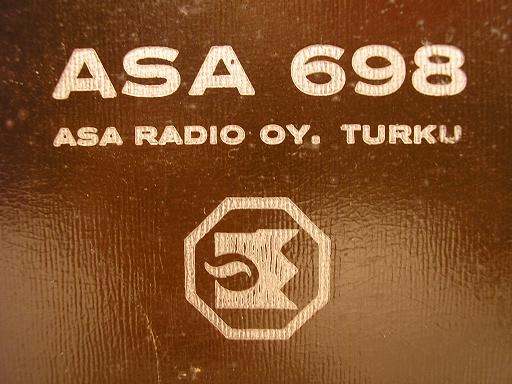 ASA 698
ASA RADIO OY. TURKU